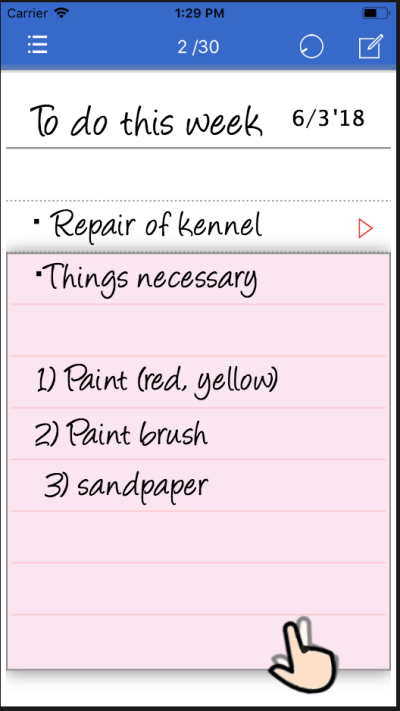 Carrier 1:29 PM
2 /30
To do this week 6/3'18
▪ Repair of kennel
▪Things necessary
1) Paint (red, yellow)
2) Paint brush
3) sandpaper